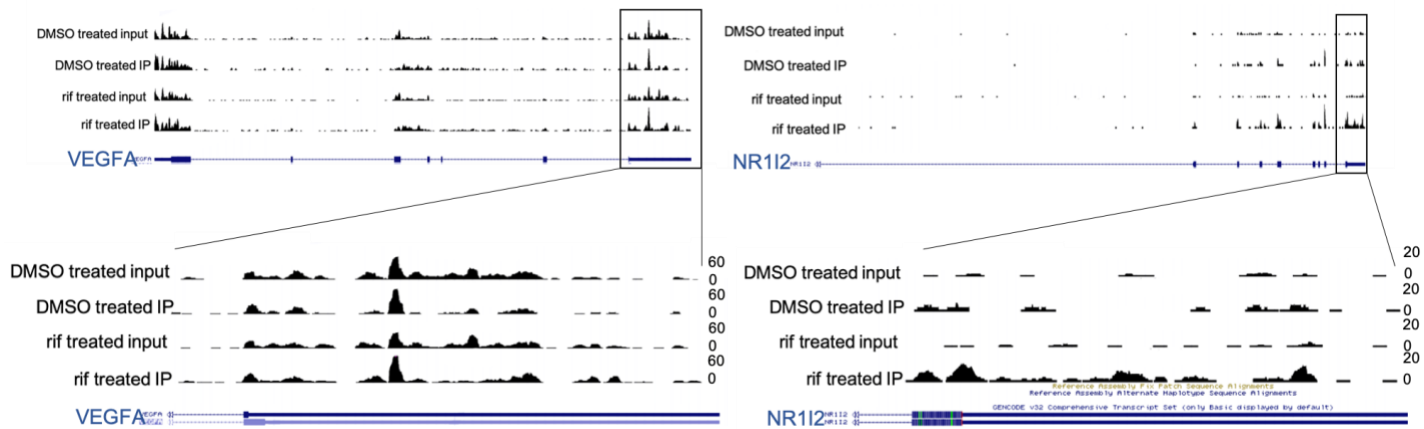 DMSO treated input
DMSO treated IP
rif treated input
rif treated IP
VEGFA
DMSO treated input
DMSO treated IP
rif treated input
rif treated IP
NR1I2 NR1I2
DMSO treated input 60 0
DMSO treated IP 60 0
rif treated input 60 0
rif treated IP 60 0
VEGFA
DMSO treated input 20 0
DMSO treated IP 20 0
rif treated input 20 0
rif treated IP 20 0
Reference Assembly Fix Patch Sequence Alignments
Reference Assembly Alternate Haplotype Sequence Alignments
GENCODE v32 Comprehensive Transcript Set (only Basic displayed by default)
NR1I2 NR1I2
NR1I2